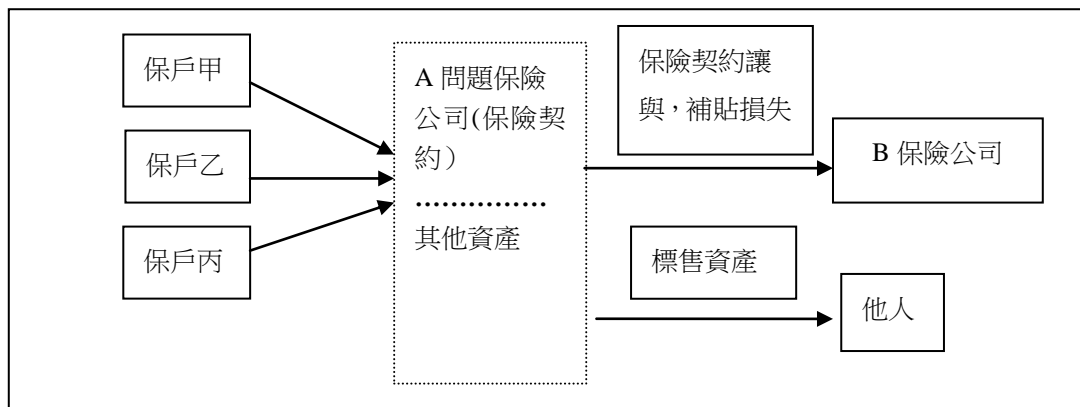 保戶甲
保戶乙
保戶丙
A 問題保險
公司(保險契
約）
……………
其他資產
保險契約讓
與，補貼損失
B 保險公司
標售資產
他人